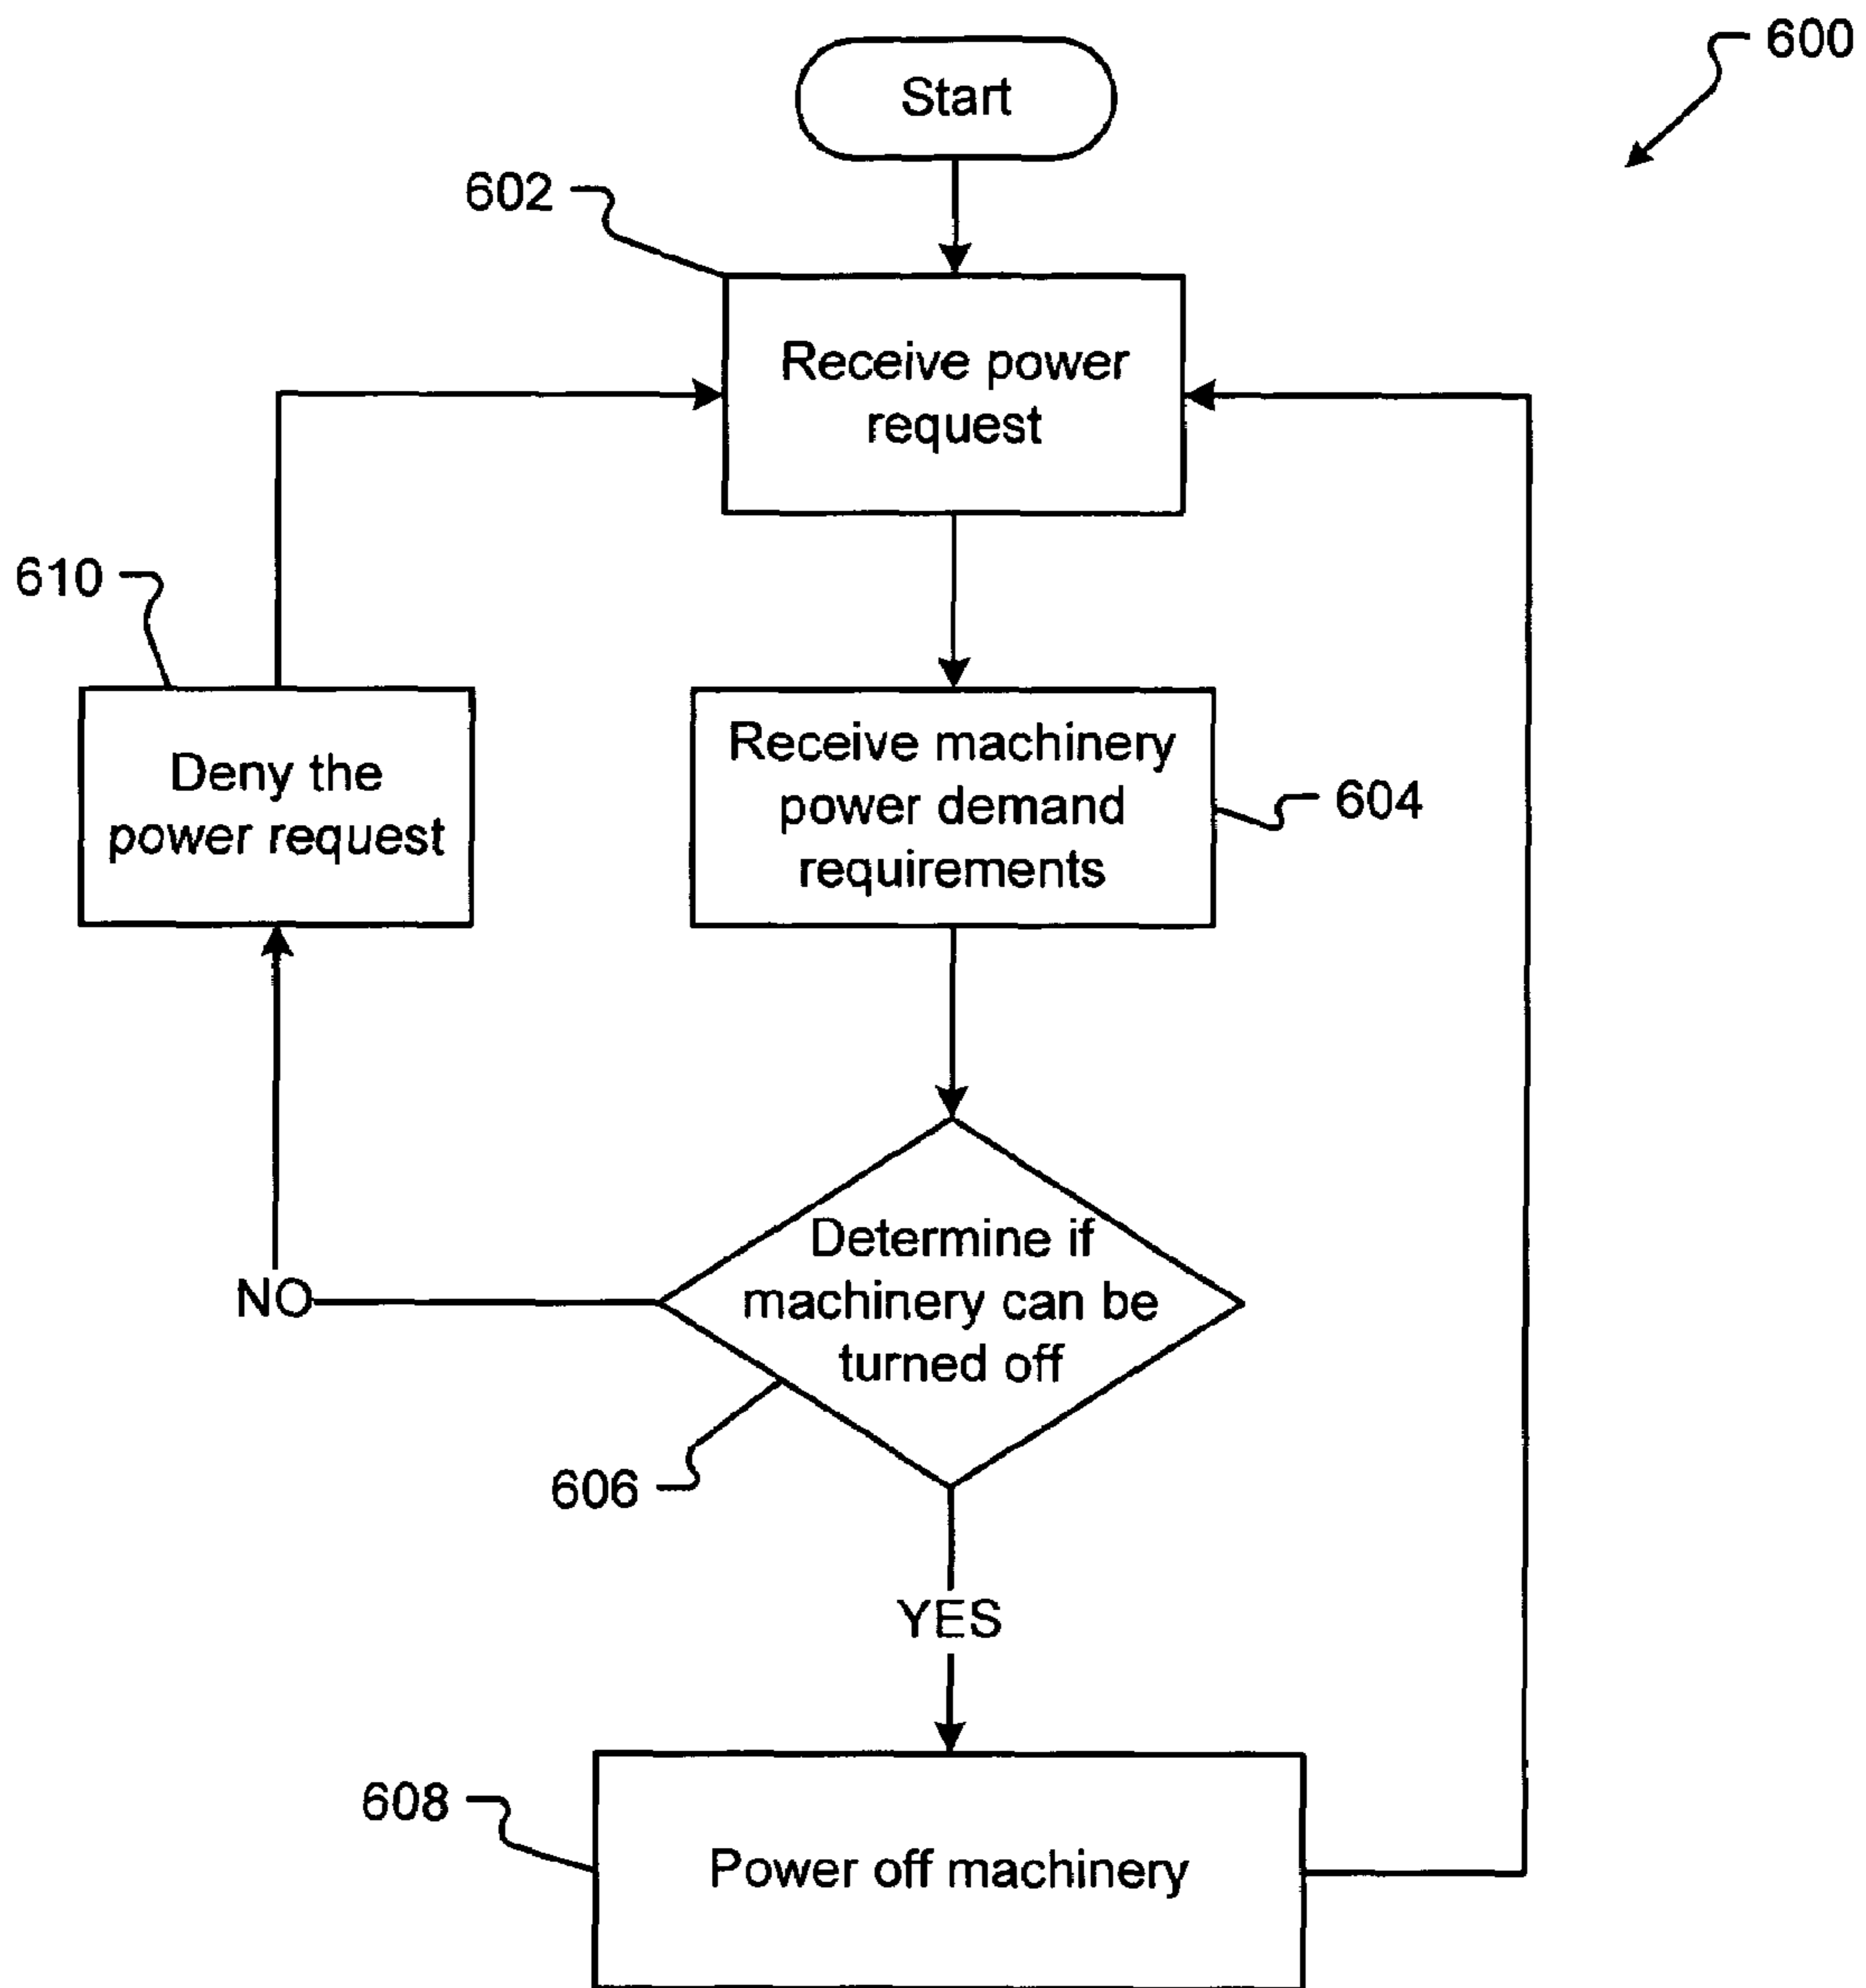 600
Start
602
Receive power
request
610
Deny the
power request
Receive machinery
power demand
requirements
604
Determine if
machinery can be
turned off
NO
606
YES
608
Power off machinery